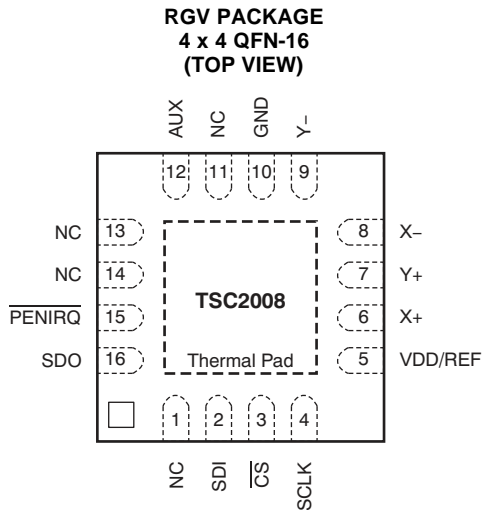 RGV PACKAGE
4 x 4 QFN-16
(TOP VIEW)
AUX
NC
GND
Y–
12
11
10
9
NC
13
8
X–
NC
14
7
Y+
PENIRQ
15
TSC2008
6
X+
SDO
16
Thermal Pad
5
VDD/REF
1
2
3
4
NC
SDI
CS
SCLK